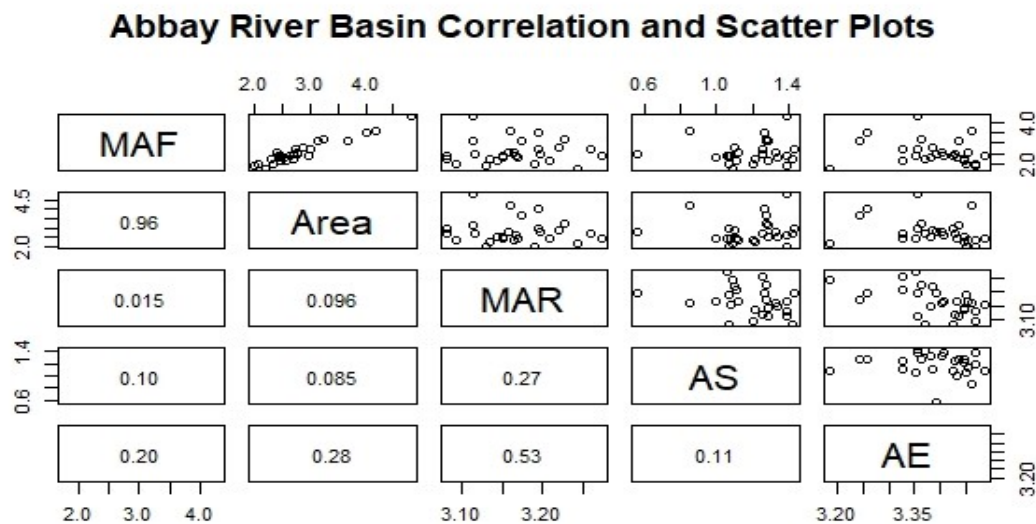 Abbay River Basin Correlation and Scatter Plots
2.0 3.0 4.0 0.6 1.0 1.4
MAF 2.0 4.0
2.0 4.5 0.96 Area
0.015 0.096 MAR 3.10
0.6 1.4 0.10 0.085 0.27 AS
0.20 0.28 0.53 0.11 AE 3.20
2.0 3.0 4.0 3.10 3.20 3.20 3.35